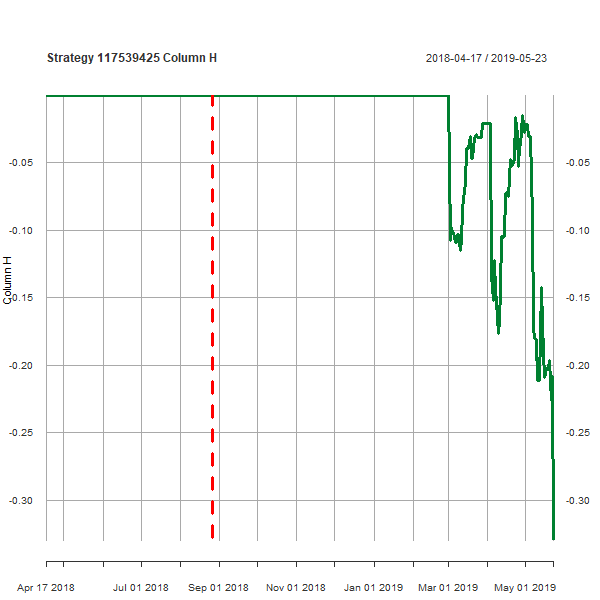 Strategy 117539425 Column H
2018-04-17 / 2019-05-23
-0.05 -0.05
-0.10 -0.10
Column H
-0.15 -0.15
-0.20 -0.20
-0.25 -0.25
-0.30 -0.30
Apr 17 2018 Jul 01 2018 Sep 01 2018 Nov 01 2018 Jan 01 2019 Mar 01 2019 May 01 2019